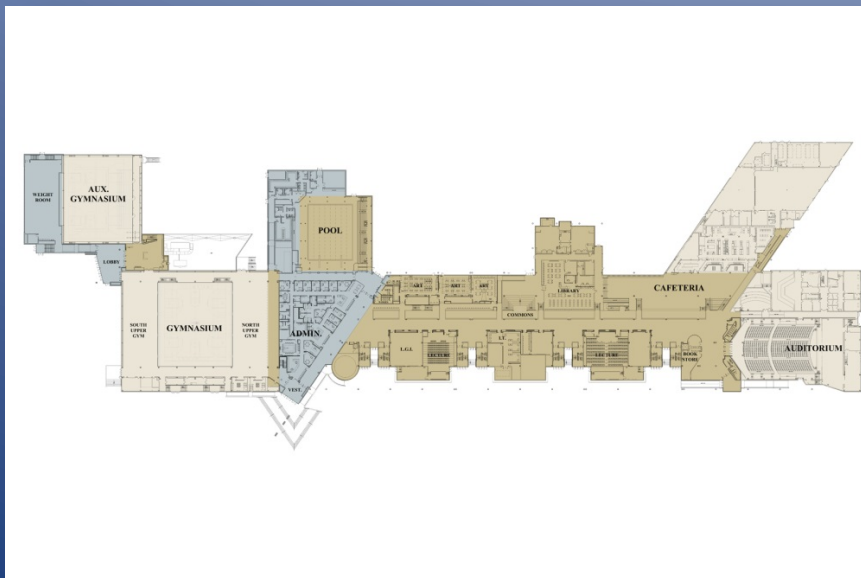 WEIGHT
ROOM
AUX.
GYMNASIUM
LOBBY
POOL
SOUTH
UPPER
GYM
GYMNASIUM
NORTH
UPPER
GYM
ADMIN.
VEST.
ART
ART
ART
COMMONS
LIBRARY
CAFETERIA
L.G.I.
LECTURE
I.T.
LECTURE
BOOK
STORE
AUDITORIUM